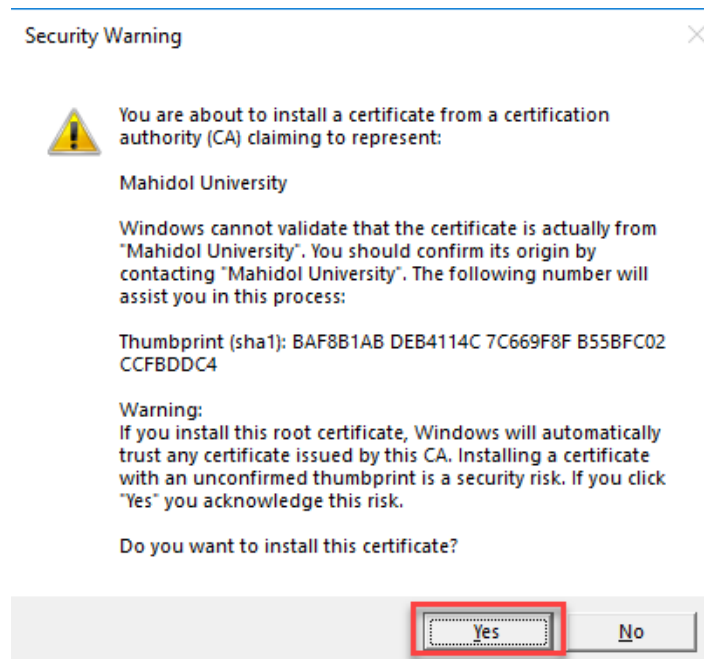 Security Warning
You are about to install a certificate from a certification
authority (CA) claiming to represent:
Mahidol University
Windows cannot validate that the certificate is actually from
"Mahidol University". You should confirm its origin by
contacting "Mahidol University". The following number will
assist you in this process:
Thumbprint (sha1): BAF8B1AB DEB4114C 7C669F8F B55BFC02
CCFBDDC4
Warning:
If you install this root certificate, Windows will automatically
trust any certificate issued by this CA. Installing a certificate
with an unconfirmed thumbprint is a security risk. If you click
"Yes" you acknowledge this risk.
Do you want to install this certificate?
Yes No